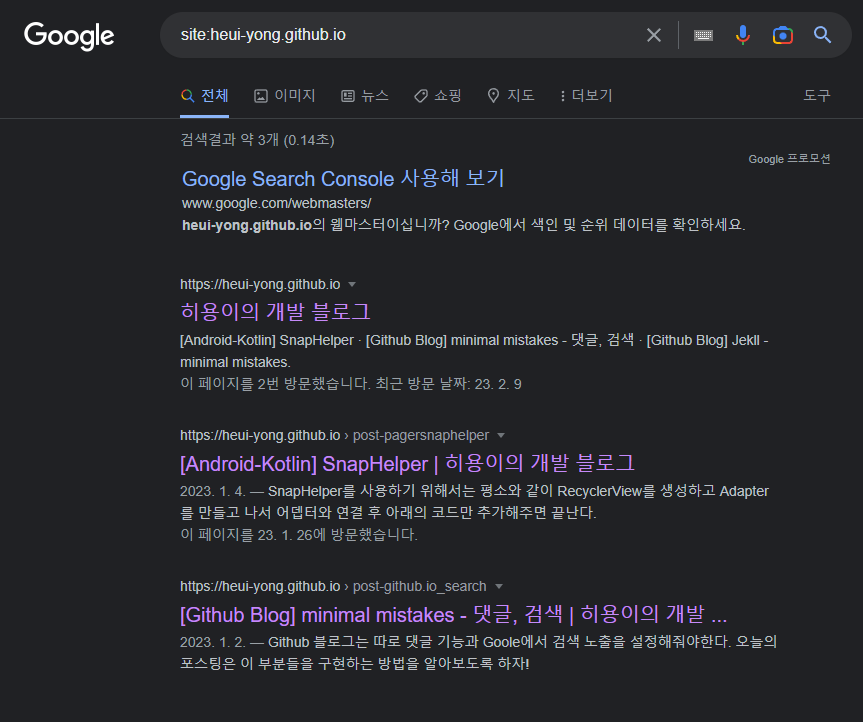 Google
site:heui-yong.github.io
전체 이미지 뉴스 쇼핑 지도 더보기 도구
검색결과 약 3개 (0.14초)
Google 프로모션
Google Search Console 사용해 보기
www.google.com/webmasters/
heui-yong.github.io의 웹마스터이십니까? Google에서 색인 및 순위 데이터를 확인하세요.
https://heui-yong.github.io
히용이의 개발 블로그
[Android-Kotlin] SnapHelper · [Github Blog] minimal mistakes - 댓글, 검색 · [Github Blog] Jekll -
minimal mistakes.
이 페이지를 2번 방문했습니다. 최근 방문 날짜: 23. 2. 9
https://heui-yong.github.io › post-pagersnaphelper
[Android-Kotlin] SnapHelper | 히용이의 개발 블로그
2023. 1. 4. — SnapHelper를 사용하기 위해서는 평소와 같이 RecyclerView를 생성하고 Adapter
를 만들고 나서 어뎁터와 연결 후 아래의 코드만 추가해주면 끝난다.
이 페이지를 23. 1. 26에 방문했습니다.
https://heui-yong.github.io › post-github.io_search
[Github Blog] minimal mistakes - 댓글, 검색 | 히용이의 개발 ...
2023. 1. 2. — Github 블로그는 따로 댓글 기능과 Goole에서 검색 노출을 설정해줘야한다. 오늘의
포스팅은 이 부분들을 구현하는 방법을 알아보도록 하자!